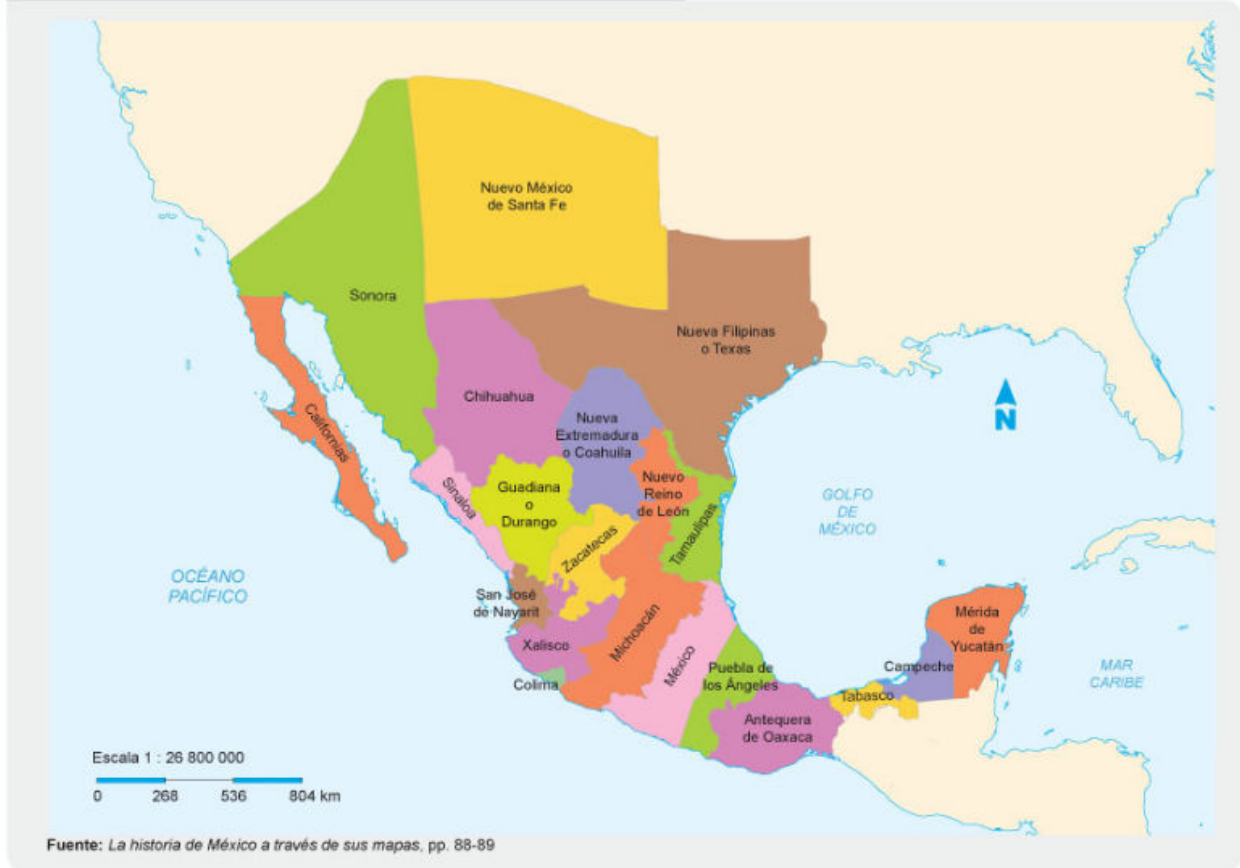 Nuevo México
de Santa Fe
Sonora
Nueva Filipinas
o Texas
Chihuahua
Californias
Nueva
Extremadura
o Coahuila
Nuevo
Reino
de León
Sinaloa
Guadiana
o
Durango
Zacatecas
Tamaulipas
N
GOLFO
DE
MÉXICO
OCÉANO
PACÍFICO
San José
de Nayarit
Xalisco
Colima
Michoacán
México
Puebla de
los Ángeles
Antequera
de Oaxaca
Tabasco
Campeche
Mérida
de
Yucatán
MAR
CARIBE
Escala 1 : 26 800 000
0 268 536 804 km
Fuente: La historia de México a través de sus mapas, pp. 88-89